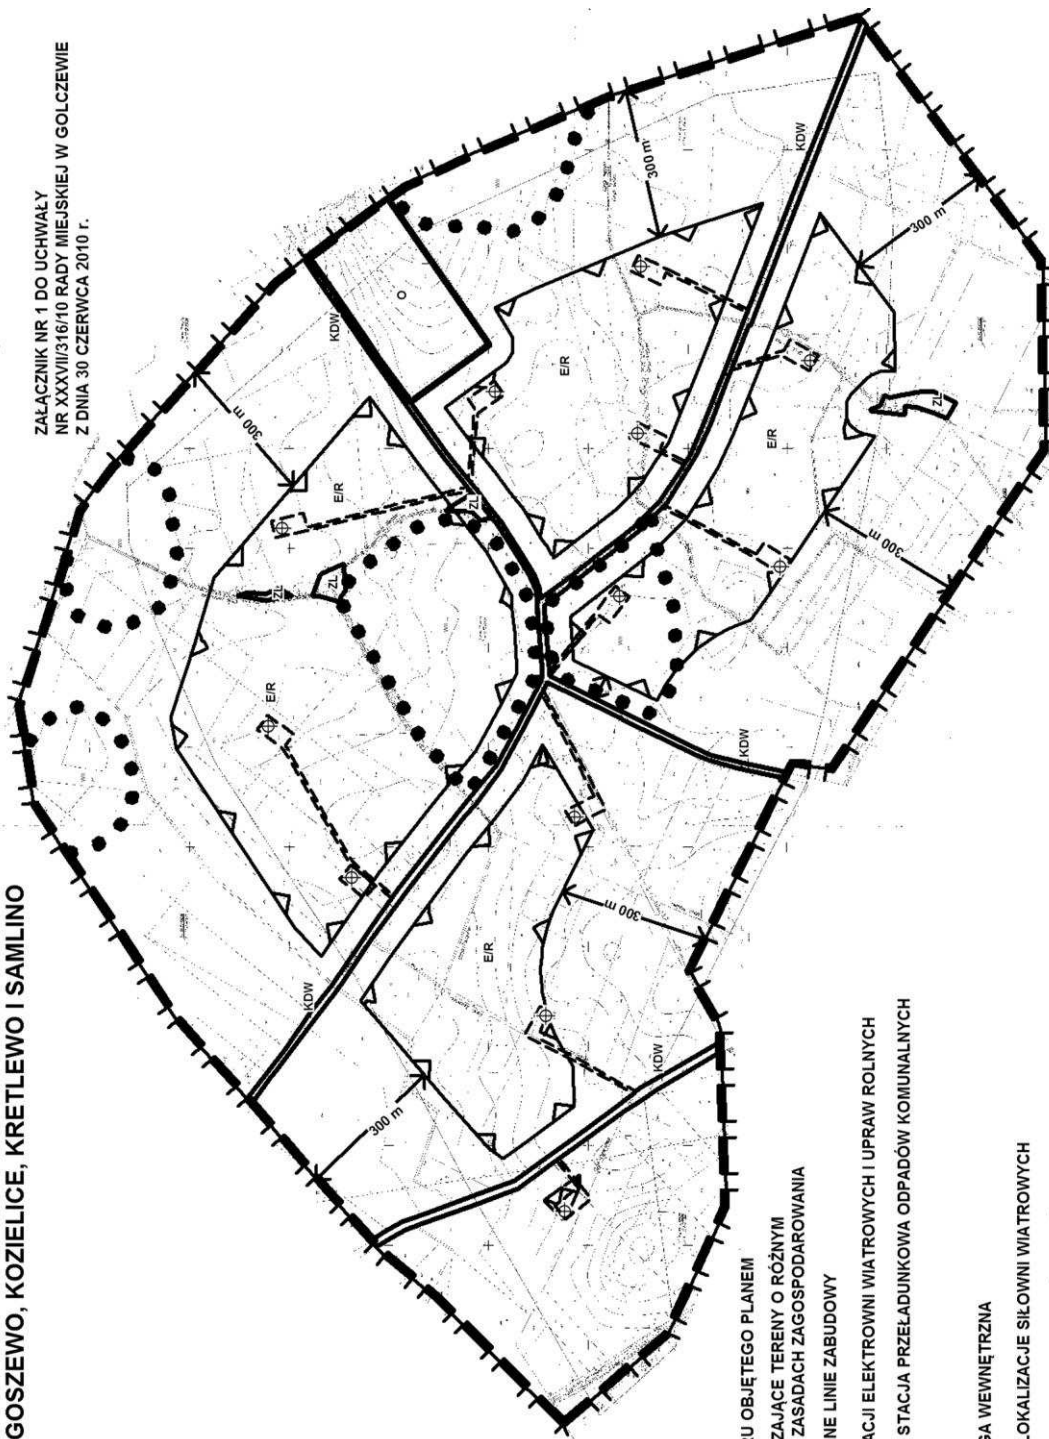 GOSZEWO, KOZIELICE, KRETLEWO I SAMLINO
ZAŁĄCZNIK NR 1 DO UCHWAŁY
NR XXXVII/316/10 RADY MIEJSKIEJ W GOLCZEWIE
Z DNIA 30 CZERWCA 2010 r.
300 m
KDW
E/R
KDW
300 m
E/R
ZL
ZL
E/R
ZL
KDW
O
E/R
300 m
KDW
300 m
E/R
ZL
300 m
KDW
300 m
KDW
RU OBJĘTEGO PLANEM
ZAJĄCE TERENY O RÓŻNYM
ZASADACH ZAGOSPODAROWANIA
NE LINIE ZABUDOWY
ACJI ELEKTROWNI WIATROWYCH I UPRAW ROLNYCH
STACJA PRZEŁADUNKOWA ODPADÓW KOMUNALNYCH
GA WEWNĘTRZNA
LOKALIZACJE SIŁOWNI WIATROWYCH